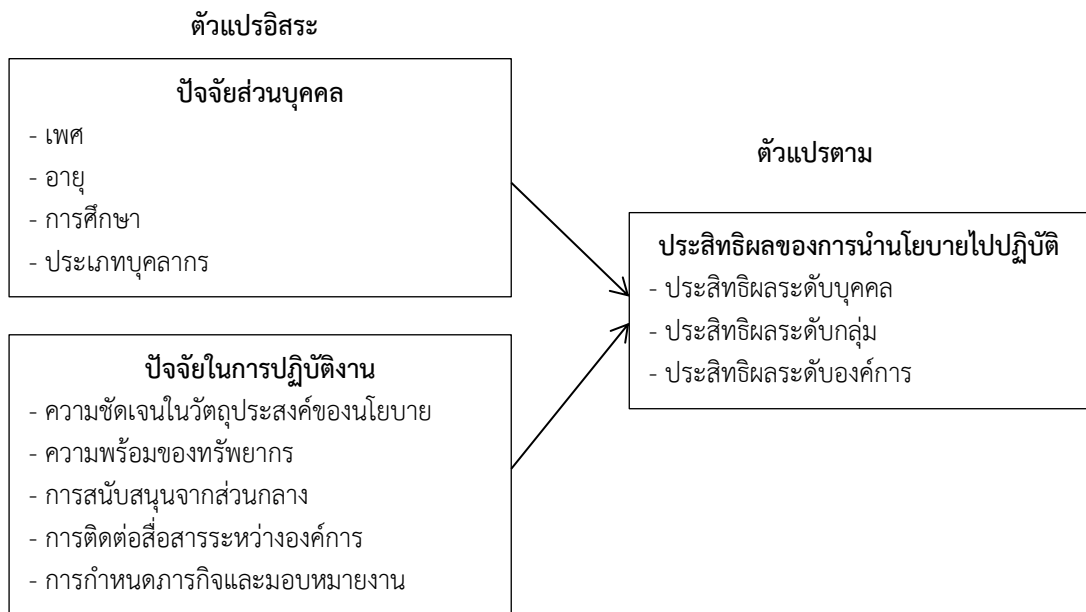 ตัวแปรอิสระ
ปัจจัยส่วนบุคคล
- เพศ
- อายุ
- การศึกษา
- ประเภทบุคลากร
ปัจจัยในการปฏิบัติงาน
- ความชัดเจนในวัตถุประสงค์ของนโยบาย
- ความพร้อมของทรัพยากร
- การสนับสนุนจากส่วนกลาง
- การติดต่อสื่อสารระหว่างองค์การ
- การกำหนดภารกิจและมอบหมายงาน
ตัวแปรตาม
ประสิทธิผลของการนำนโยบายไปปฏิบัติ
- ประสิทธิผลระดับบุคคล
- ประสิทธิผลระดับกลุ่ม
- ประสิทธิผลระดับองค์การ